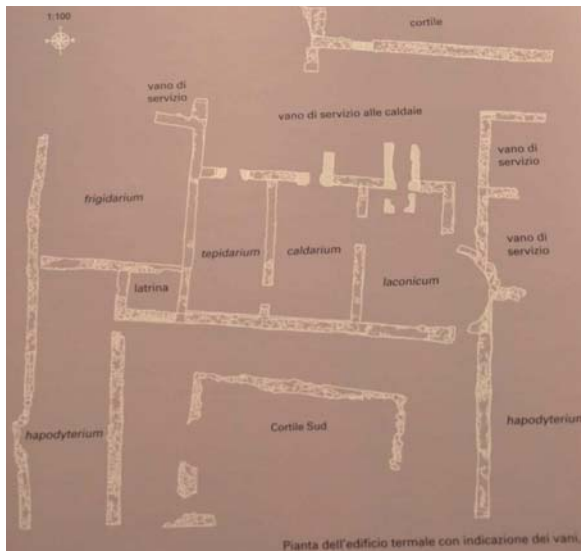 1:100
cortile
vano di
servizio
vano di servizio alle caldaie
vano di
servizio
frigidarium
tepidarium
caldarium
vano di
servizio
latrina
laconicum
hapodyterium
Cortile Sud
hapodyterium
Pianta dell'edificio termale con indicazione dei vani,